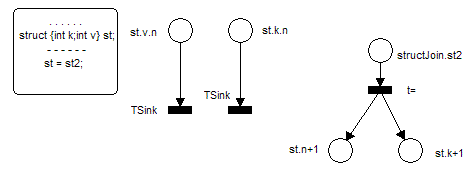 . . . . . .
struct {int k;int v} st;
- - - - - -
st = st2;
st.v.n
st.k.n
TSink
TSink
structJoin.st2
t=
st.n+1
st.k+1